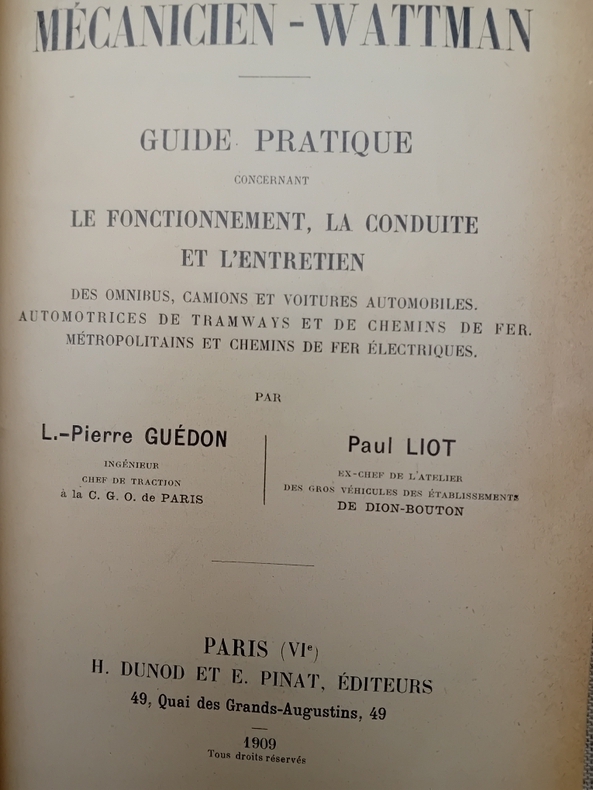 MÉCANICIEN - WATTMAN
GUIDE PRATIQUE
CONCERNANT
LE FONCTIONNEMENT, LA CONDUITE
ET L'ENTRETIEN
DES OMNIBUS, CAMIONS ET VOITURES AUTOMOBILES.
AUTOMOTRICES DE TRAMWAYS ET DE CHEMINS DE FER.
MÉTROPOLITAINS ET CHEMINS DE FER ÉLECTRIQUES.
PAR
L.-Pierre GUÉDON
INGÉNIEUR
CHEF DE TRACTION
à la C. G. O. de PARIS
Paul LIOT
EX-CHEF DE L'ATELIER
DES GROS VÉHICULES DES ÉTABLISSEMENTS
DE DION-BOUTON
PARIS (VIe)
H. DUNOD ET E. PINAT, ÉDITEURS
49, Quai des Grands-Augustins, 49
1909
Tous droits réservés